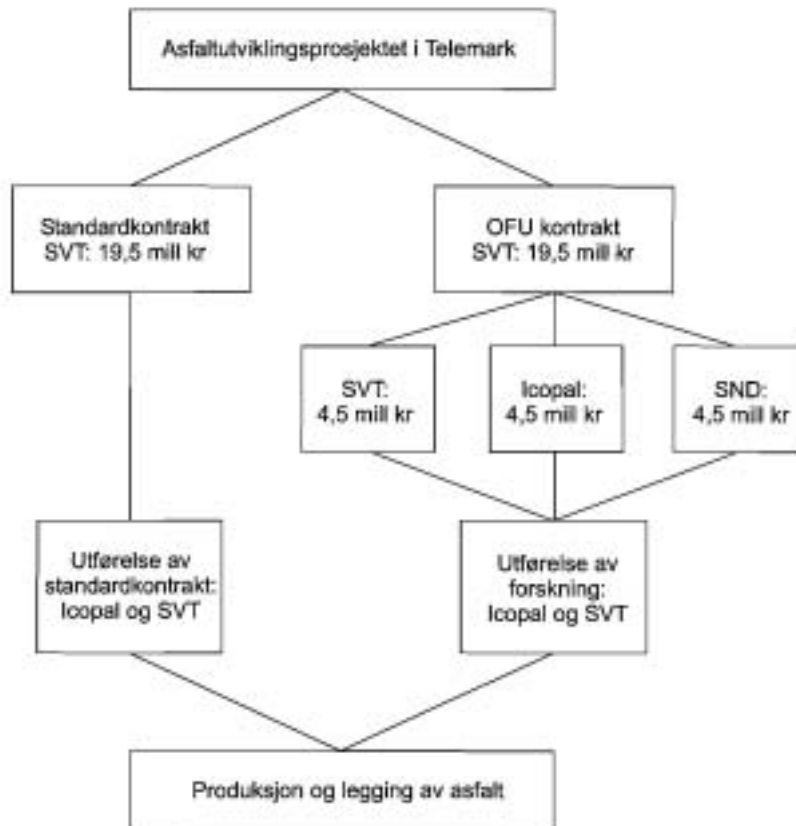 Asfaltutviklingsprosjektet i Telemark
Standardkontrakt
SVT: 19,5 mill kr
OFU kontrakt
SVT: 19,5 mill kr
SVT:
4,5 mill kr
Icopal:
4,5 mill kr
SND:
4,5 mill kr
Utførelse av
standardkontrakt:
Icopal og SVT
Utførelse av
forskning:
Icopal og SVT
Produksjon og legging av asfalt